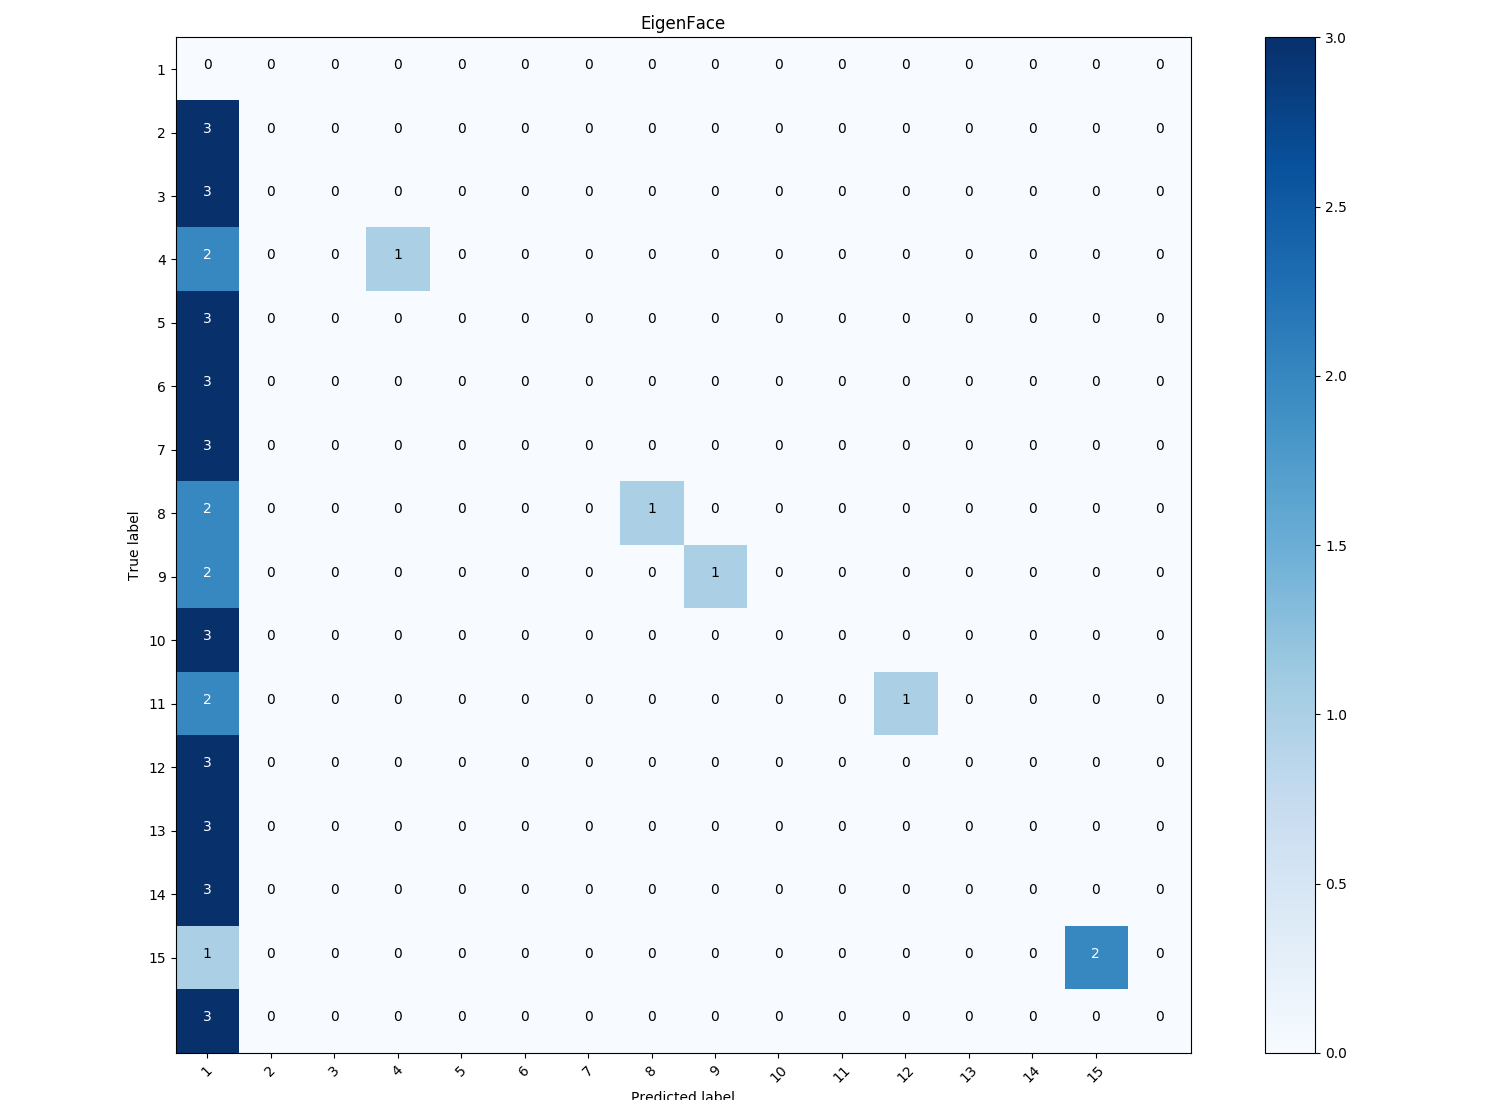 EigenFace
1 0 0 0 0 0 0 0 0 0 0 0 0 0 0 0 0
2 3 0 0 0 0 0 0 0 0 0 0 0 0 0 0 0
3 3 0 0 0 0 0 0 0 0 0 0 0 0 0 0 0
4 2 0 0 1 0 0 0 0 0 0 0 0 0 0 0 0
5 3 0 0 0 0 0 0 0 0 0 0 0 0 0 0 0
6 3 0 0 0 0 0 0 0 0 0 0 0 0 0 0 0
7 3 0 0 0 0 0 0 0 0 0 0 0 0 0 0 0
8 2 0 0 0 0 0 0 1 0 0 0 0 0 0 0 0
9 2 0 0 0 0 0 0 0 1 0 0 0 0 0 0 0
10 3 0 0 0 0 0 0 0 0 0 0 0 0 0 0 0
11 2 0 0 0 0 0 0 0 0 0 0 1 0 0 0 0
12 3 0 0 0 0 0 0 0 0 0 0 0 0 0 0 0
13 3 0 0 0 0 0 0 0 0 0 0 0 0 0 0 0
14 3 0 0 0 0 0 0 0 0 0 0 0 0 0 0 0
15 1 0 0 0 0 0 0 0 0 0 0 0 0 0 2 0
3 0 0 0 0 0 0 0 0 0 0 0 0 0 0 0
1 2 3 4 5 6 7 8 9 10 11 12 13 14 15
True label
Predicted label
3.0
2.5
2.0
1.5
1.0
0.5
0.0